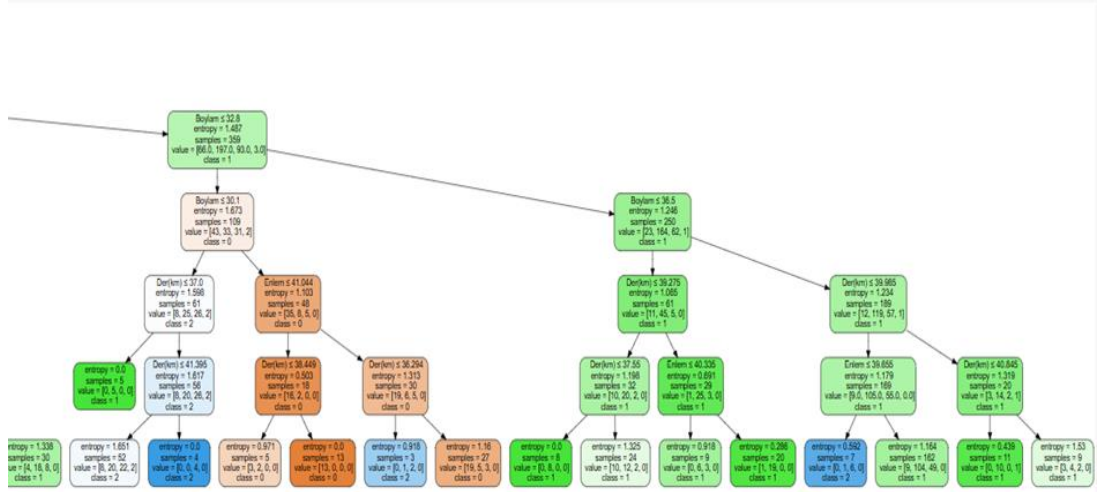 Boylam ≤ 32.8
entropy = 1.487
samples = 359
value = [66.0, 197.0, 93.0, 3.0]
class = 1
Boylam ≤ 30.1
entropy = 1.673
samples = 109
value = [43, 33, 31, 2]
class = 0
Boylam ≤ 36.5
entropy = 1.246
samples = 250
value = [23, 164, 62, 1]
class = 1
Der(km) ≤ 37.0
entropy = 1.598
samples = 61
value = [8, 25, 26, 2]
class = 2
Enlem ≤ 41.044
entropy = 1.103
samples = 48
value = [35, 8, 5, 0]
class = 0
Der(km) ≤ 39.275
entropy = 1.065
samples = 61
value = [11, 45, 5, 0]
class = 1
Der(km) ≤ 39.985
entropy = 1.234
samples = 189
value = [12, 119, 57, 1]
class = 1
entropy = 0.0
samples = 5
value = [0, 5, 0, 0]
class = 1
Der(km) ≤ 41.395
entropy = 1.617
samples = 56
value = [8, 20, 26, 2]
class = 2
Der(km) ≤ 38.449
entropy = 0.503
samples = 18
value = [16, 2, 0, 0]
class = 0
Der(km) ≤ 36.294
entropy = 1.313
samples = 30
value = [19, 6, 5, 0]
class = 0
Der(km) ≤ 37.55
entropy = 1.198
samples = 32
value = [10, 20, 2, 0]
class = 1
Enlem ≤ 40.335
entropy = 0.691
samples = 29
value = [1, 25, 3, 0]
class = 1
Enlem ≤ 39.655
entropy = 1.179
samples = 169
value = [9.0, 105.0, 55.0, 0.0]
class = 1
Der(km) ≤ 40.845
entropy = 1.319
samples = 20
value = [3, 14, 2, 1]
class = 1
entropy = 1.338
samples = 30
= [4, 18, 8, 0]
class = 1
entropy = 1.651
samples = 52
value = [8, 20, 22, 2]
class = 2
entropy = 0.0
samples = 4
value = [0, 0, 4, 0]
class = 2
entropy = 0.971
samples = 5
value = [3, 2, 0, 0]
class = 0
entropy = 0.0
samples = 13
value = [13, 0, 0, 0]
class = 0
entropy = 0.918
samples = 3
value = [0, 1, 2, 0]
class = 2
entropy = 1.16
samples = 27
value = [19, 5, 3, 0]
class = 0
entropy = 0.0
samples = 8
value = [0, 8, 0, 0]
class = 1
entropy = 1.325
samples = 24
value = [10, 12, 2, 0]
class = 1
entropy = 0.918
samples = 9
value = [0, 6, 3, 0]
class = 1
entropy = 0.286
samples = 20
value = [1, 19, 0, 0]
class = 1
entropy = 0.592
samples = 7
value = [0, 1, 6, 0]
class = 2
entropy = 1.164
samples = 162
value = [9, 104, 49, 0]
class = 1
entropy = 0.439
samples = 11
value = [0, 10, 0, 1]
class = 1
entropy = 1.53
samples = 9
value = [3, 4, 2, 0]
class = 1